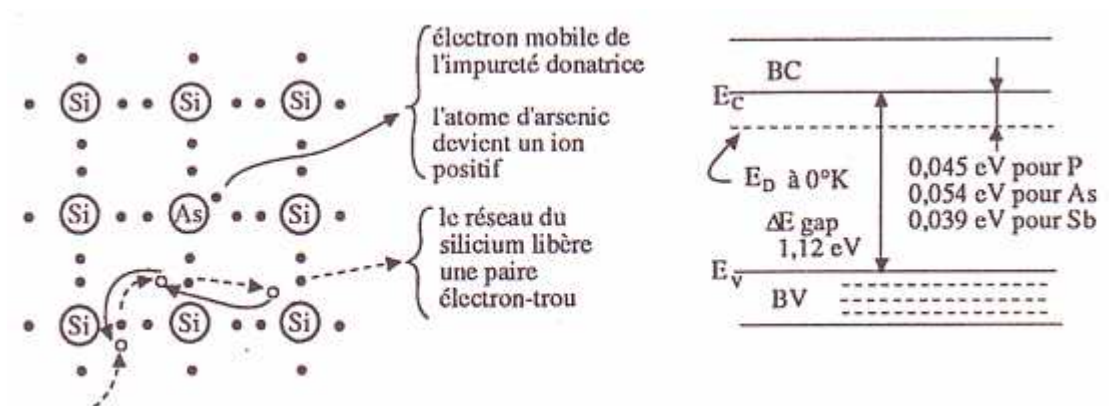 électron mobile de
l'impureté donatrice
l'atome d'arsenic
devient un ion
positif
Si
Si
Si
Si
As
Si
le réseau du
silicium libère
une paire
électron-trou
Si
Si
Si
BC
E_C
E_D à 0°K
0,045 eV pour P
0,054 eV pour As
0,039 eV pour Sb
ΔE gap
1,12 eV
E_V
BV